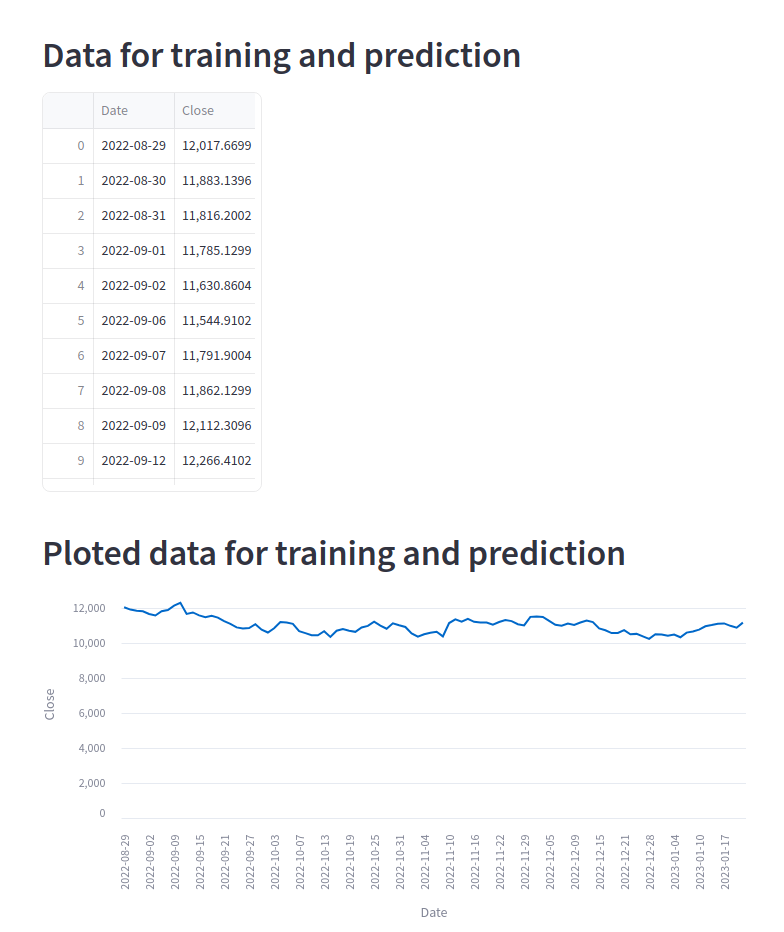 Data for training and prediction
Date Close
0 2022-08-29 12,017.6699
1 2022-08-30 11,883.1396
2 2022-08-31 11,816.2002
3 2022-09-01 11,785.1299
4 2022-09-02 11,630.8604
5 2022-09-06 11,544.9102
6 2022-09-07 11,791.9004
7 2022-09-08 11,862.1299
8 2022-09-09 12,112.3096
9 2022-09-12 12,266.4102
Ploted data for training and prediction
12,000
10,000
8,000
6,000
4,000
2,000
0
Close
2022-08-29
2022-09-02
2022-09-09
2022-09-15
2022-09-21
2022-09-27
2022-10-03
2022-10-07
2022-10-13
2022-10-19
2022-10-25
2022-10-31
2022-11-04
2022-11-10
2022-11-16
2022-11-22
2022-11-29
2022-12-05
2022-12-09
2022-12-15
2022-12-21
2022-12-28
2023-01-04
2023-01-10
2023-01-17
Date